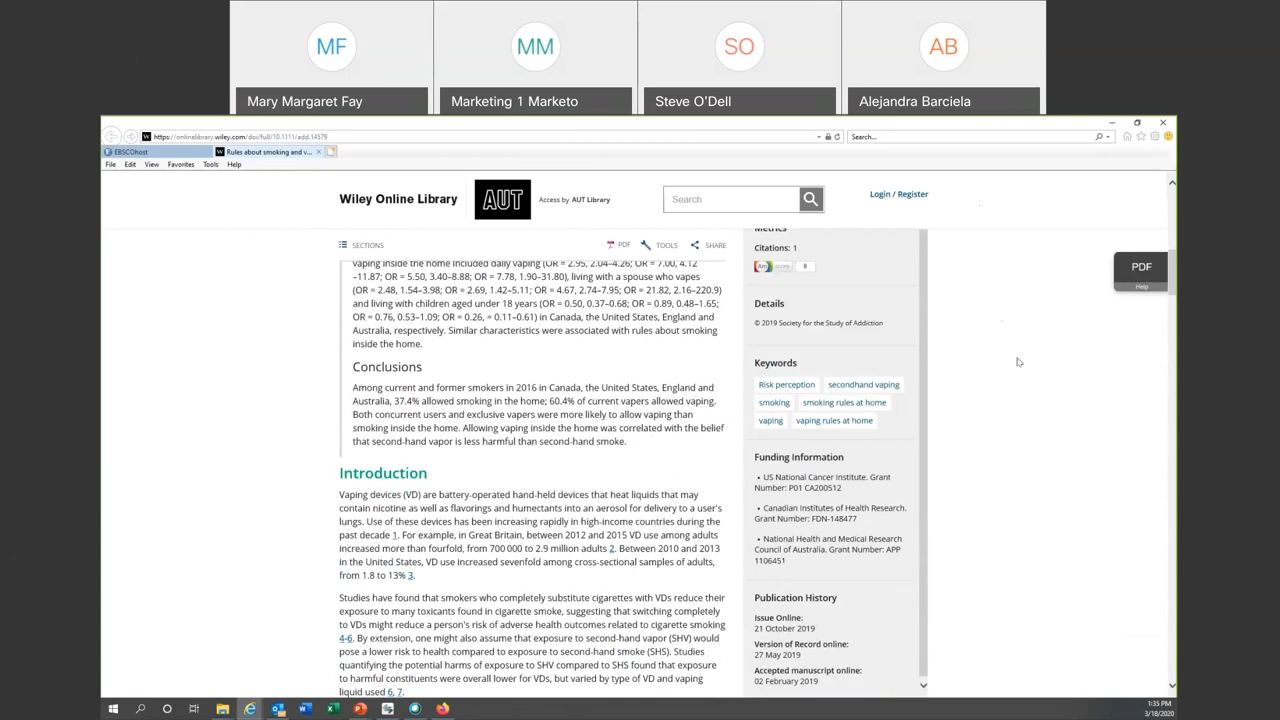 MF
Mary Margaret Fay
MM
Marketing 1 Marketo
SO
Steve O'Dell
AB
Alejandra Barciela
https://onlinelibrary.wiley.com/doi/full/10.1111/add.14579
Search...
EBSCOhost
Rules about smoking and v...
File Edit View Favorites Tools Help
Wiley Online Library
AUT
Access by AUT Library
Search
Login / Register
SECTIONS
PDF
TOOLS
SHARE
vaping inside the home included daily vaping (OR = 2.95, 2.04–4.26; OR = 7.00, 4.12
–11.87; OR = 5.50, 3.40–8.88; OR = 7.78, 1.90–31.80), living with a spouse who vapes
(OR = 2.48, 1.54–3.98; OR = 2.69, 1.42–5.11; OR = 4.67, 2.74–7.95; OR = 21.82, 2.16–220.9)
and living with children aged under 18 years (OR = 0.50, 0.37–0.68; OR = 0.89, 0.48–1.65;
OR = 0.76, 0.53–1.09; OR = 0.26, = 0.11–0.61) in Canada, the United States, England and
Australia, respectively. Similar characteristics were associated with rules about smoking
inside the home.
Conclusions
Among current and former smokers in 2016 in Canada, the United States, England and
Australia, 37.4% allowed smoking in the home; 60.4% of current vapers allowed vaping.
Both concurrent users and exclusive vapers were more likely to allow vaping than
smoking inside the home. Allowing vaping inside the home was correlated with the belief
that second-hand vapor is less harmful than second-hand smoke.
Introduction
Vaping devices (VD) are battery-operated hand-held devices that heat liquids that may
contain nicotine as well as flavorings and humectants into an aerosol for delivery to a user's
lungs. Use of these devices has been increasing rapidly in high-income countries during the
past decade 1. For example, in Great Britain, between 2012 and 2015 VD use among adults
increased more than fourfold, from 700 000 to 2.9 million adults 2. Between 2010 and 2013
in the United States, VD use increased sevenfold among cross-sectional samples of adults,
from 1.8 to 13% 3.
Studies have found that smokers who completely substitute cigarettes with VDs reduce their
exposure to many toxicants found in cigarette smoke, suggesting that switching completely
to VDs might reduce a person's risk of adverse health outcomes related to cigarette smoking
4-6. By extension, one might also assume that exposure to second-hand vapor (SHV) would
pose a lower risk to health compared to exposure to second-hand smoke (SHS). Studies
quantifying the potential harms of exposure to SHV compared to SHS found that exposure
to harmful constituents were overall lower for VDs, but varied by type of VD and vaping
liquid used 6, 7.
Metrics
Citations: 1
Am
SCORE
8
Details
© 2019 Society for the Study of Addiction
Keywords
Risk perception
secondhand vaping
smoking
smoking rules at home
vaping
vaping rules at home
Funding Information
• US National Cancer Institute. Grant
Number: P01 CA200512
• Canadian Institutes of Health Research.
Grant Number: FDN-148477
• National Health and Medical Research
Council of Australia. Grant Number: APP
1106451
Publication History
Issue Online:
21 October 2019
Version of Record online:
27 May 2019
Accepted manuscript online:
02 February 2019
PDF
Help
1:35 PM
3/18/2020